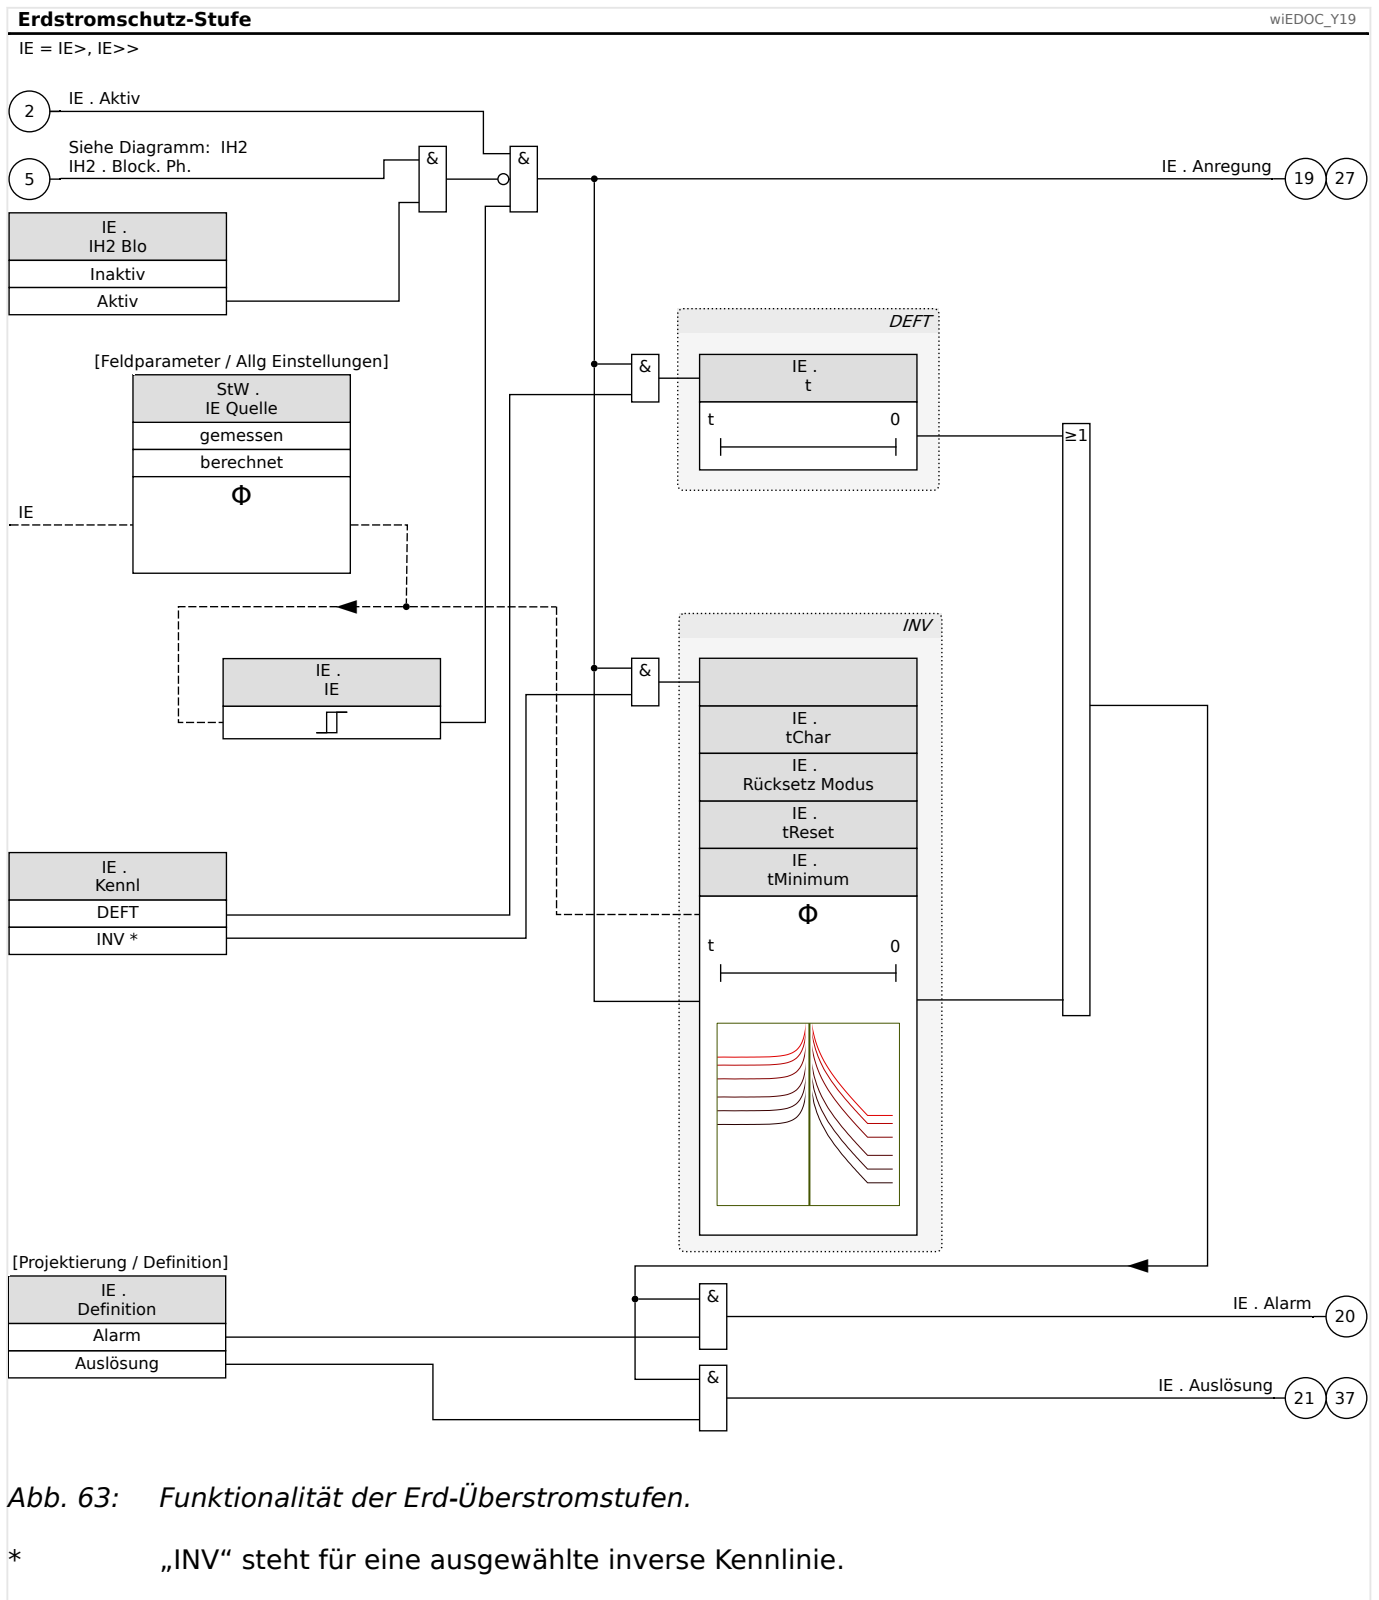 Erdstromschutz-Stufe
wiEDOC_Y19
IE = IE>, IE>>
2
IE . Aktiv
Siehe Diagramm: IH2
5
IH2 . Block. Ph.
&
&
IE . Anregung
19
27
IE .
IH2 Blo
Inaktiv
Aktiv
[Feldparameter / Allg Einstellungen]
StW .
IE Quelle
gemessen
berechnet
Φ
IE
&
DEFT
IE .
t
t
0
≥1
IE .
IE
&
INV
IE .
tChar
IE .
Rücksetz Modus
IE .
tReset
IE .
tMinimum
Φ
t
0
IE .
Kennl
DEFT
INV *
[Projektierung / Definition]
IE .
Definition
Alarm
Auslösung
&
IE . Alarm
20
&
IE . Auslösung
21
37
Abb. 63: Funktionalität der Erd-Überstromstufen.
* „INV“ steht für eine ausgewählte inverse Kennlinie.